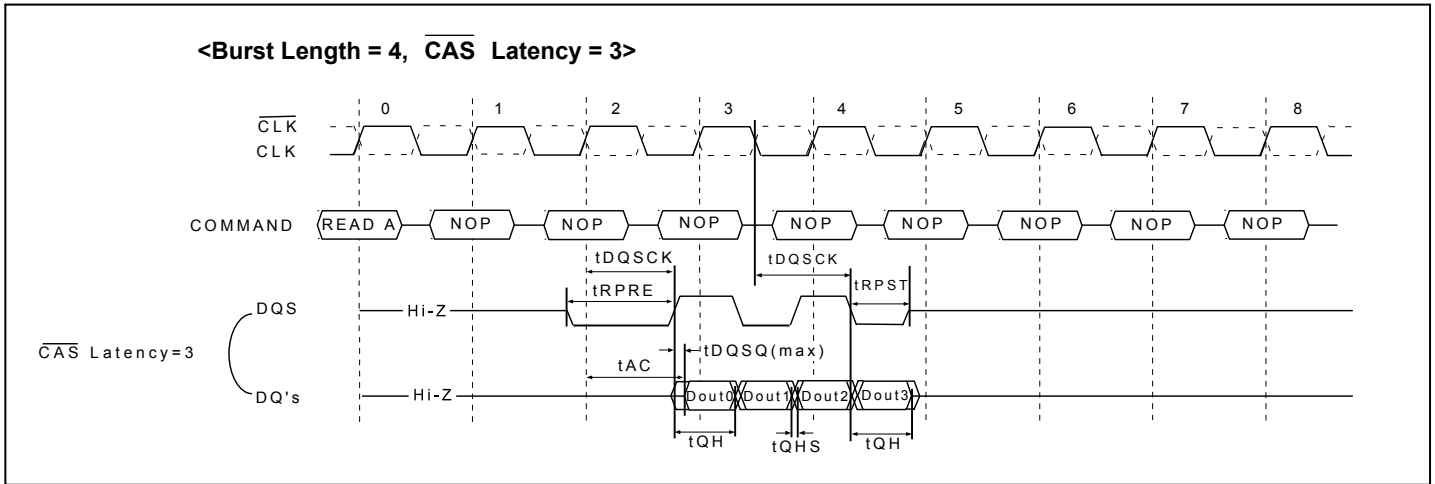 <Burst Length = 4, CAS Latency = 3>
0 1 2 3 4 5 6 7 8
CLK
CLK
COMMAND READ A NOP NOP NOP NOP NOP NOP NOP NOP
tDQSCK tDQSCK
tRPRE tRPST
DQS Hi-Z
CAS Latency=3
tDQSQ(max)
tAC
DQ's Hi-Z Dout0 Dout1 Dout2 Dout3
tQH tQHS tQH